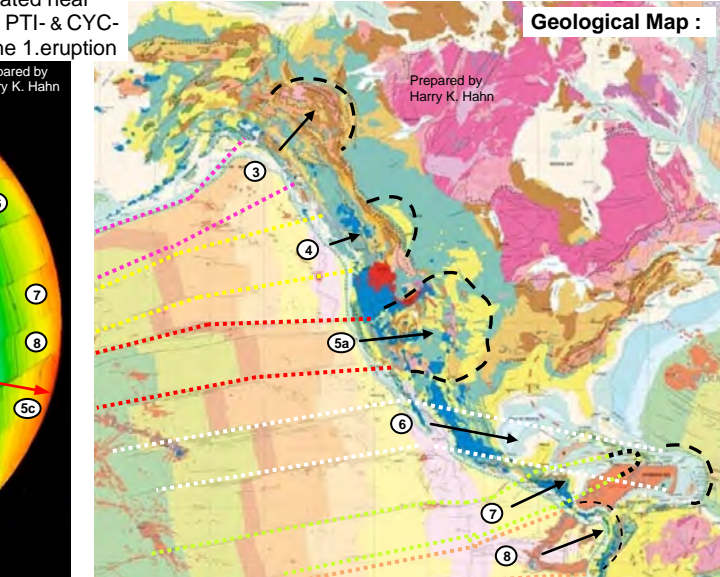 ated near
PTI- & CYC-
ne 1.eruption
Geological Map :
pared by
ry K. Hahn
Prepared by
Harry K. Hahn
3
4
5a
6
7
8
7
8
5c